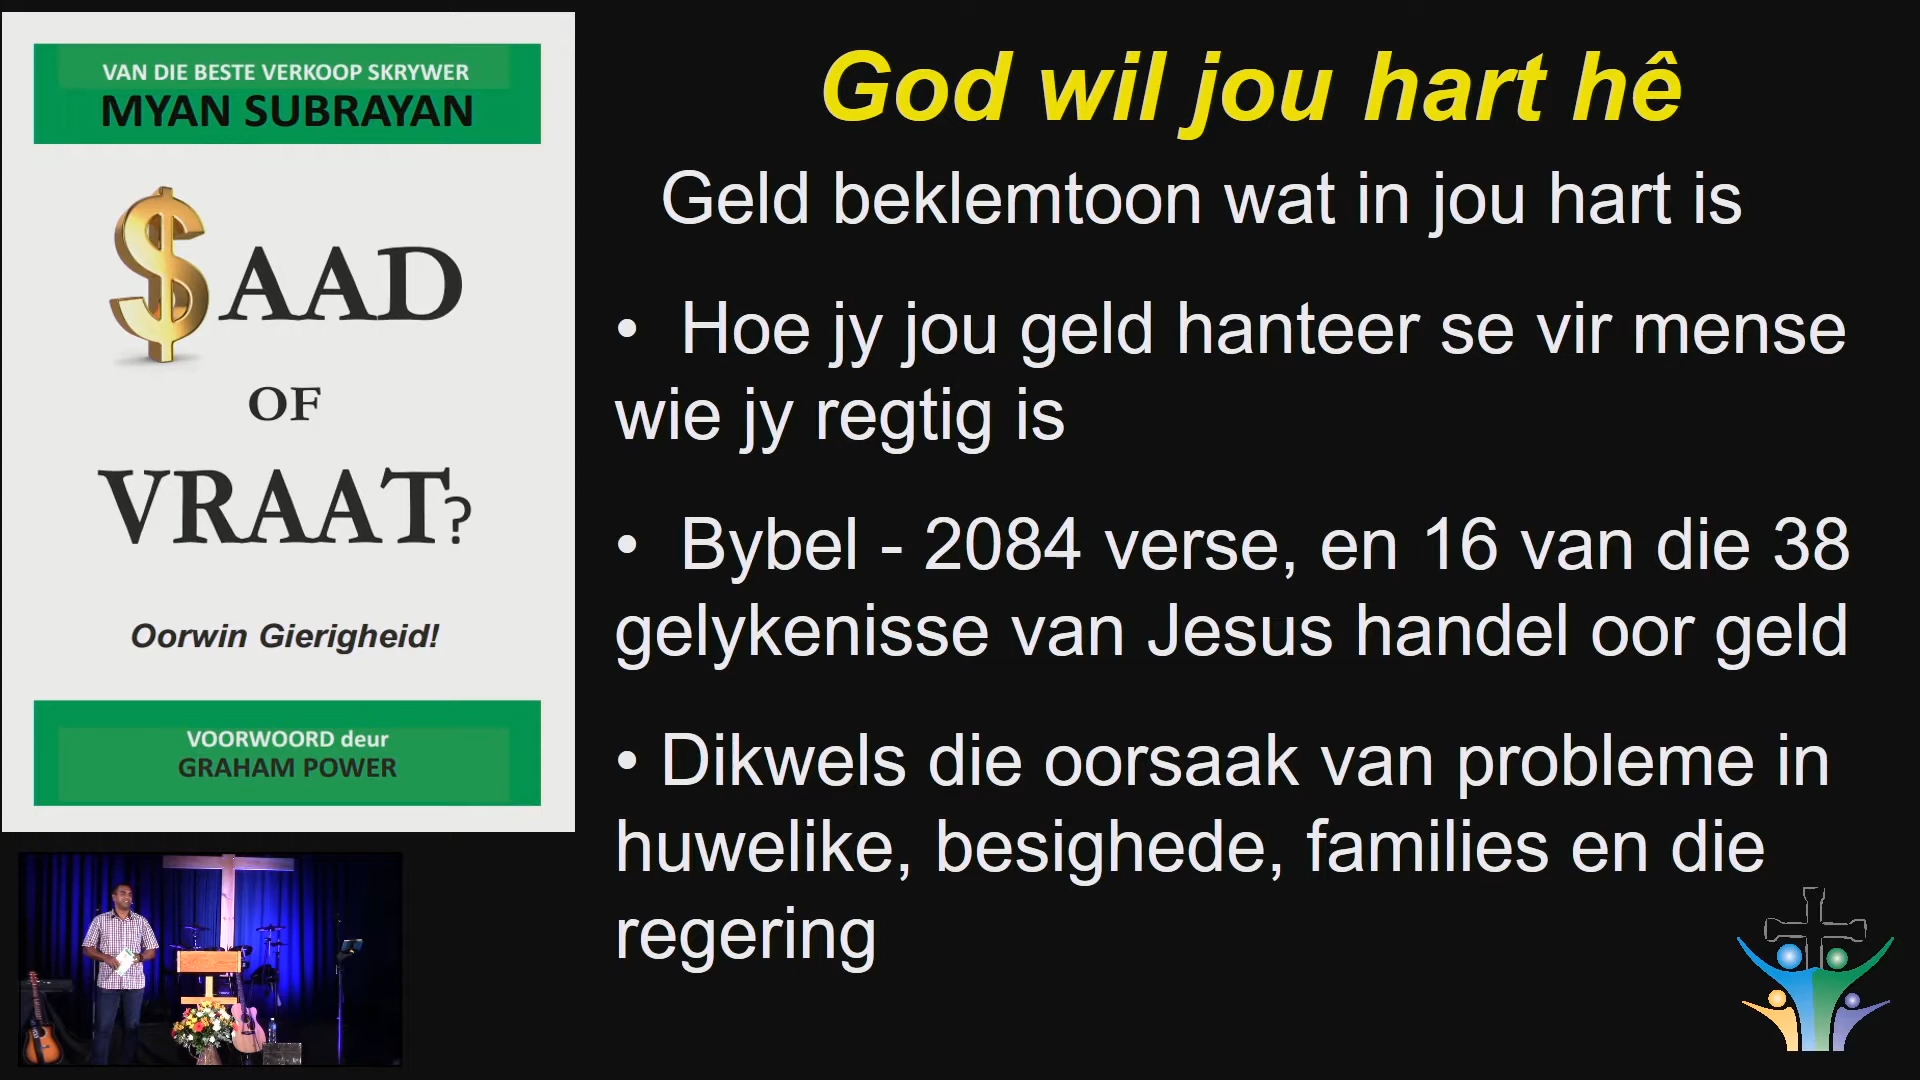 VAN DIE BESTE VERKOOP SKRYWER
MYAN SUBRAYAN
$AAD
OF
VRAAT?
Oorwin Gierigheid!
VOORWOORD deur
GRAHAM POWER
God wil jou hart hê
Geld beklemtoon wat in jou hart is
• Hoe jy jou geld hanteer se vir mense
wie jy regtig is
• Bybel - 2084 verse, en 16 van die 38
gelykenisse van Jesus handel oor geld
• Dikwels die oorsaak van probleme in
huwelike, besighede, families en die
regering